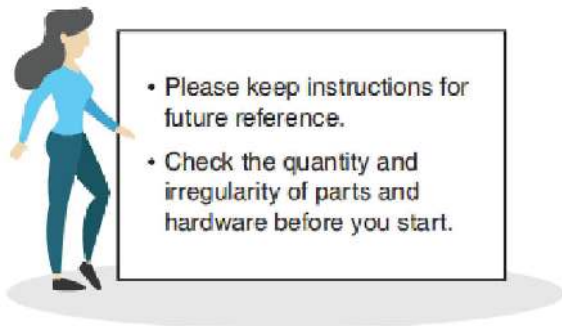 • Please keep instructions for
future reference.
• Check the quantity and
irregularity of parts and
hardware before you start.